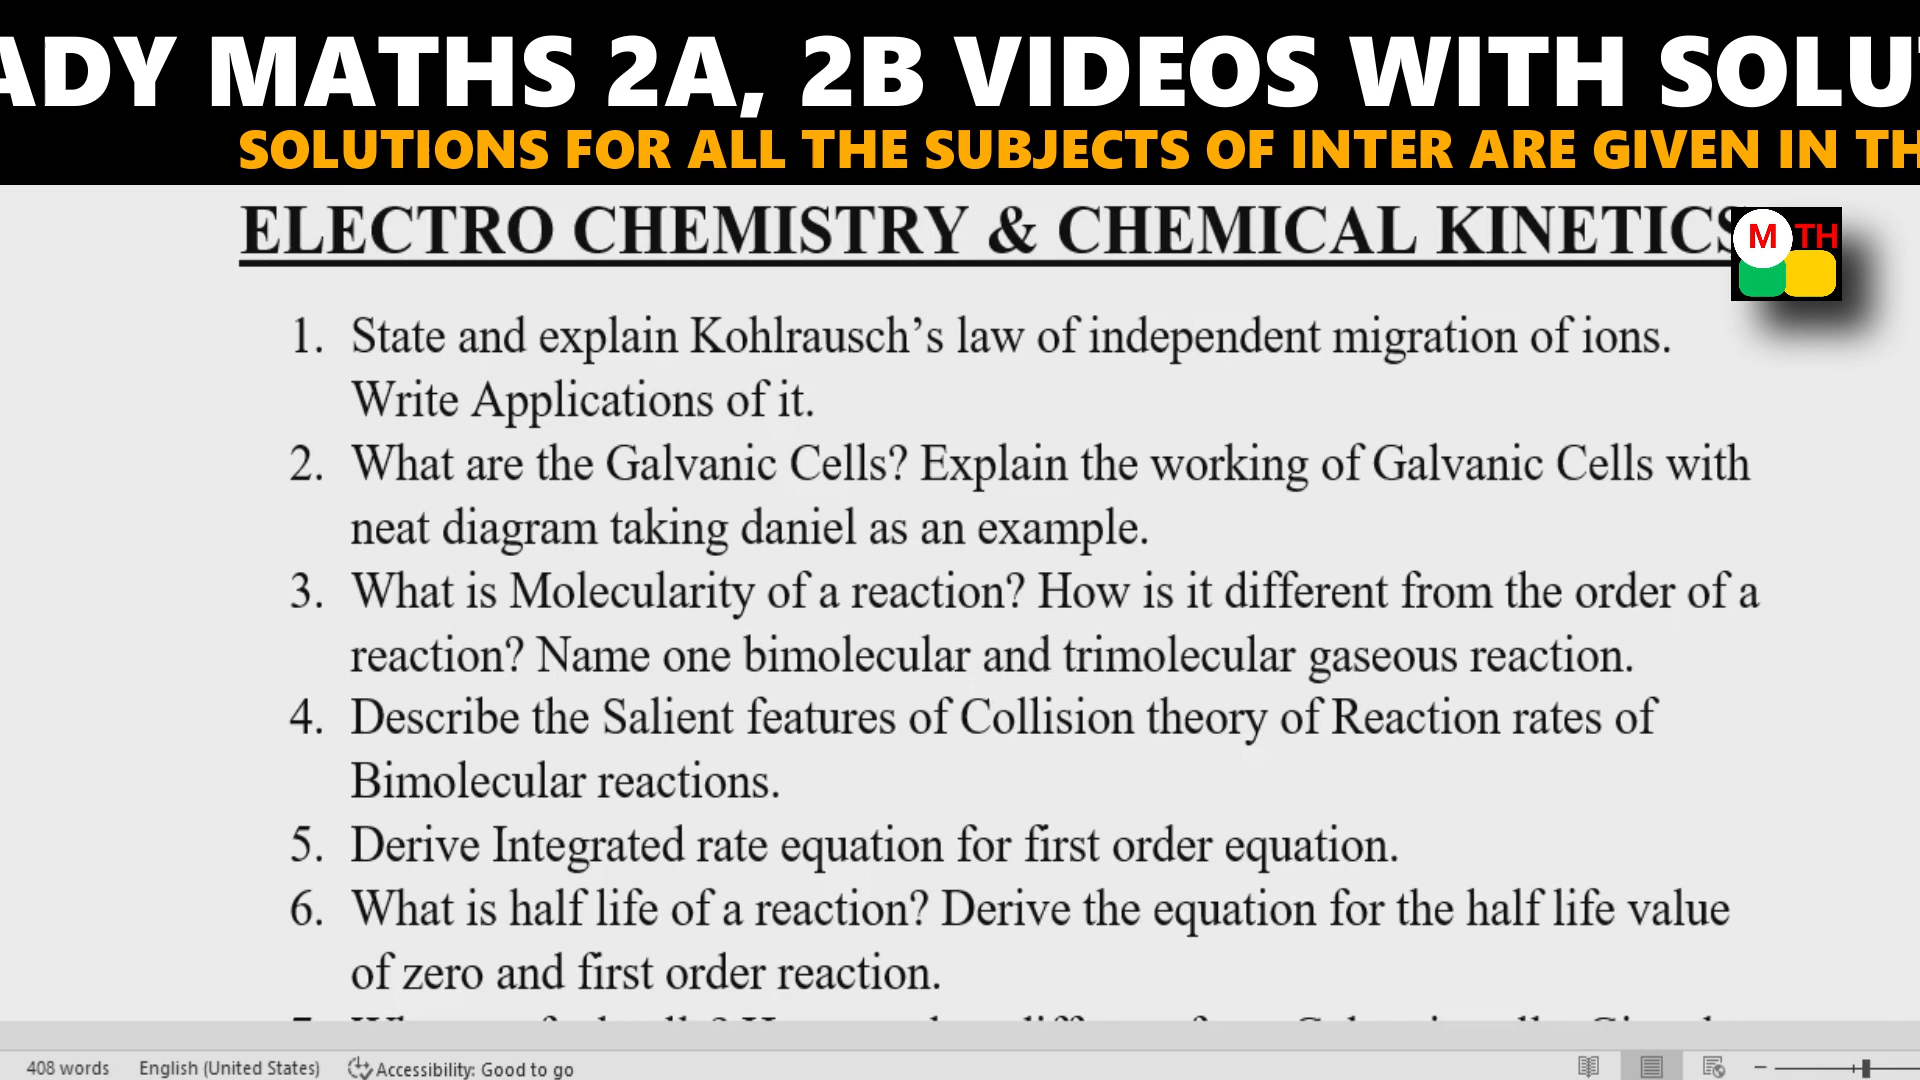 ADY MATHS 2A, 2B VIDEOS WITH SOLU
SOLUTIONS FOR ALL THE SUBJECTS OF INTER ARE GIVEN IN TH
ELECTRO CHEMISTRY & CHEMICAL KINETICS
M TH
1. State and explain Kohlrausch’s law of independent migration of ions.
Write Applications of it.
2. What are the Galvanic Cells? Explain the working of Galvanic Cells with
neat diagram taking daniel as an example.
3. What is Molecularity of a reaction? How is it different from the order of a
reaction? Name one bimolecular and trimolecular gaseous reaction.
4. Describe the Salient features of Collision theory of Reaction rates of
Bimolecular reactions.
5. Derive Integrated rate equation for first order equation.
6. What is half life of a reaction? Derive the equation for the half life value
of zero and first order reaction.
408 words English (United States) Accessibility: Good to go